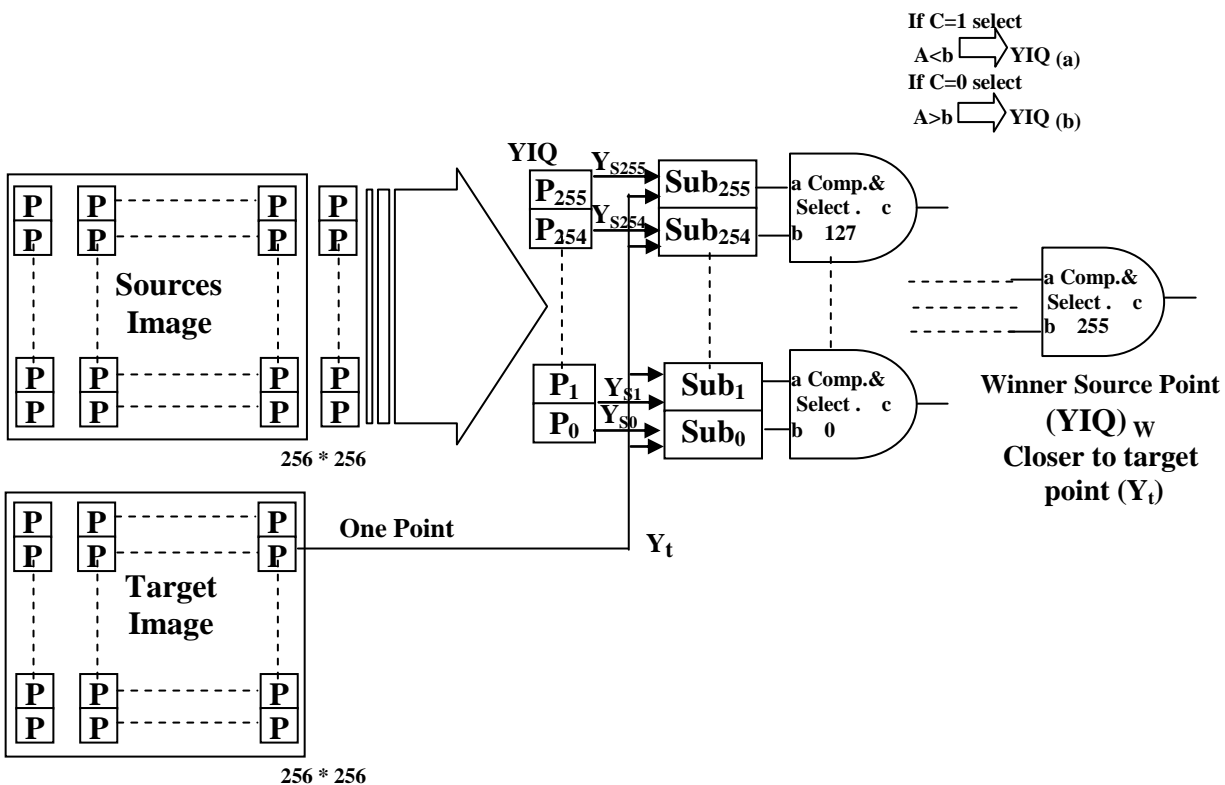 If C=1 select
A<b YIQ (a)
If C=0 select
A>b YIQ (b)
YIQ
P P P P
P P P P
Sources
Image
P P P P
P P P P
256 * 256
P255 YS255 Sub255
P254 YS254 Sub254
P1 YS1 Sub1
P0 YS0 Sub0
a Comp.&
Select . c
b 127
a Comp.&
Select . c
b 0
a Comp.&
Select . c
b 255
Winner Source Point
(YIQ) W
Closer to target
point (Yt)
P P P
P P P
One Point
Yt
Target
Image
P P P
P P P
256 * 256